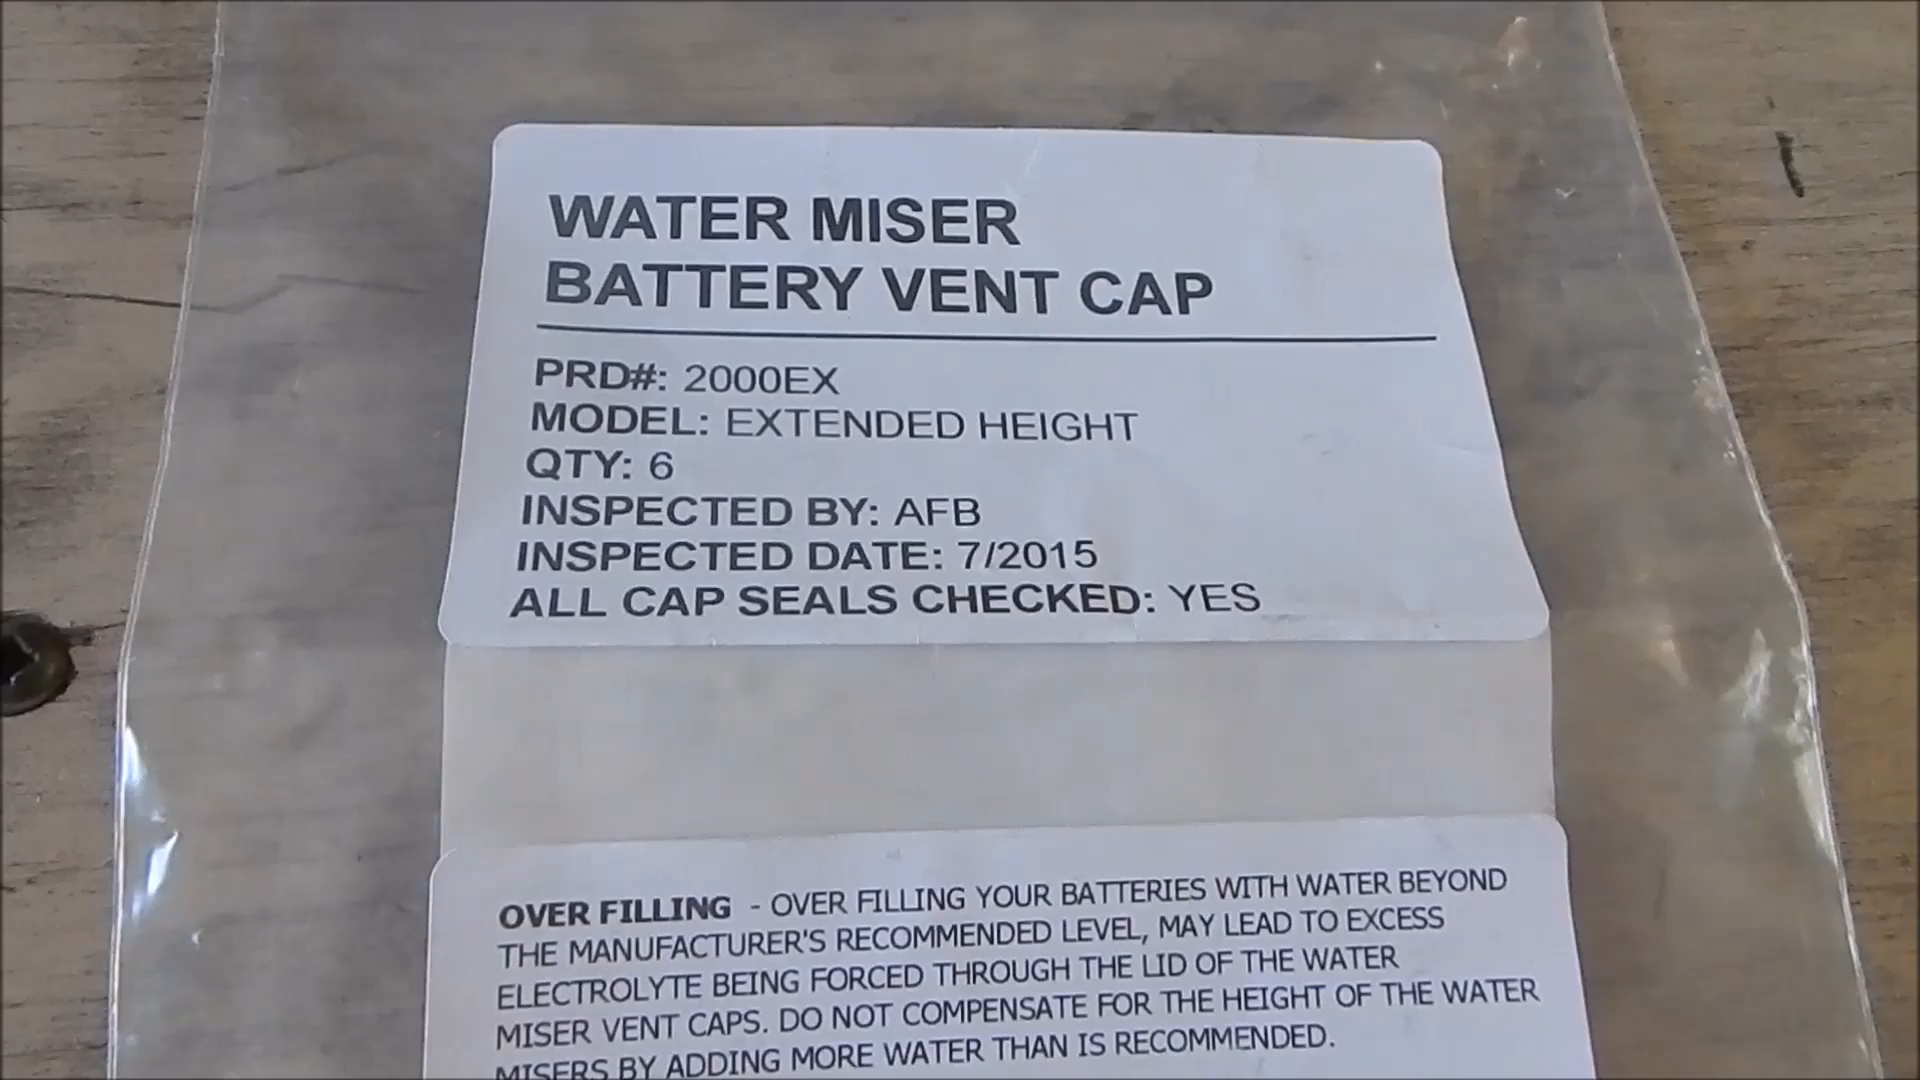 WATER MISER
BATTERY VENT CAP
PRD#: 2000EX
MODEL: EXTENDED HEIGHT
QTY: 6
INSPECTED BY: AFB
INSPECTED DATE: 7/2015
ALL CAP SEALS CHECKED: YES
OVER FILLING - OVER FILLING YOUR BATTERIES WITH WATER BEYOND
THE MANUFACTURER'S RECOMMENDED LEVEL, MAY LEAD TO EXCESS
ELECTROLYTE BEING FORCED THROUGH THE LID OF THE WATER
MISER VENT CAPS. DO NOT COMPENSATE FOR THE HEIGHT OF THE WATER
MISERS BY ADDING MORE WATER THAN IS RECOMMENDED.